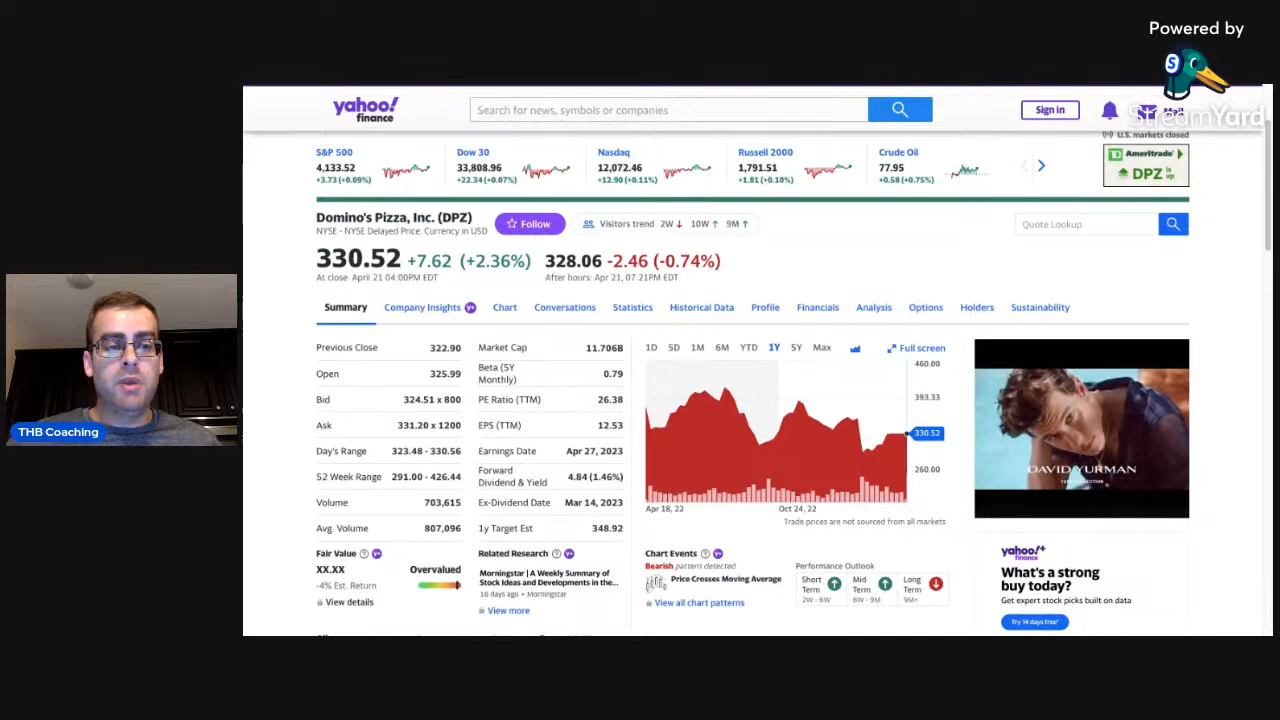 Powered by
S
StreamYard
yahoo!
finance
Search for news, symbols or companies
Sign in
Mail
U.S. markets closed
S&P 500
4,133.52
+3.73 (+0.09%)
Dow 30
33,808.96
+22.34 (+0.07%)
Nasdaq
12,072.46
+12.90 (+0.11%)
Russell 2000
1,791.51
+1.81 (+0.10%)
Crude Oil
77.95
+0.58 (+0.75%)
Ameritrade
DPZ is up
Domino's Pizza, Inc. (DPZ)
NYSE - NYSE Delayed Price. Currency in USD
Follow
Visitors trend 2W ↓ 10W ↑ 9M ↑
Quote Lookup
330.52 +7.62 (+2.36%)
At close: April 21 04:00PM EDT
328.06 -2.46 (-0.74%)
After hours: Apr 21, 07:21PM EDT
Summary Company Insights Chart Conversations Statistics Historical Data Profile Financials Analysis Options Holders Sustainability
Previous Close 322.90
Open 325.99
Bid 324.51 x 800
Ask 331.20 x 1200
Day's Range 323.48 - 330.56
52 Week Range 291.00 - 426.44
Volume 703,615
Avg. Volume 807,096
Market Cap 11.706B
Beta (5Y
Monthly) 0.79
PE Ratio (TTM) 26.38
EPS (TTM) 12.53
Earnings Date Apr 27, 2023
Forward
Dividend & Yield 4.84 (1.46%)
Ex-Dividend Date Mar 14, 2023
1y Target Est 348.92
1D 5D 1M 6M YTD 1Y 5Y Max
Full screen
460.00
393.33
330.52
260.00
Apr 18, 22
Oct 24, 22
Trade prices are not sourced from all markets
DAVID YURMAN
Fair Value
XX.XX
Overvalued
-4% Est. Return
View details
Related Research
Morningstar | A Weekly Summary of
Stock Ideas and Developments in the...
16 days ago • Morningstar
View more
Chart Events
Bearish pattern detected
Price Crosses Moving Average
View all chart patterns
Performance Outlook
Short
Term
2W - 6W
Mid
Term
6W - 9M
Long
Term
9M+
yahoo!+
finance
What's a strong
buy today?
Get expert stock picks built on data
Try 14 days free*
THB Coaching